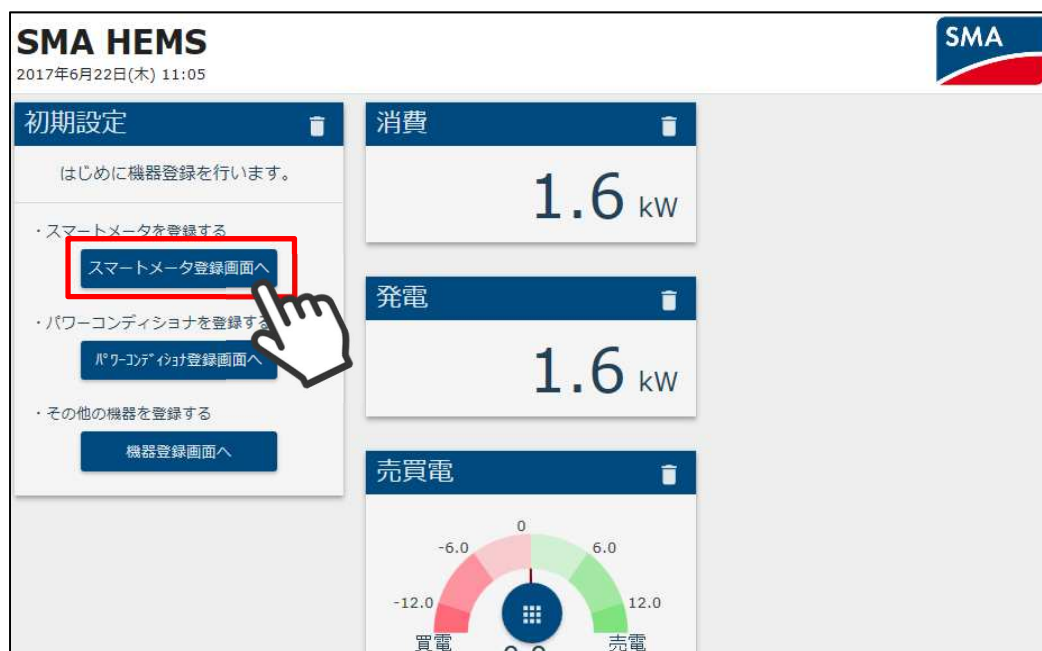 SMA HEMS
2017年6月22日(木) 11:05
SMA
初期設定
はじめに機器登録を行います。
・スマートメータを登録する
スマートメータ登録画面へ
・パワーコンディショナを登録する
ﾊﾟﾜｰｺﾝﾃﾞｨｼｮﾅ登録画面へ
・その他の機器を登録する
機器登録画面へ
消費
1.6 kW
発電
1.6 kW
売買電
0
-6.0
6.0
-12.0
12.0
買電
売電